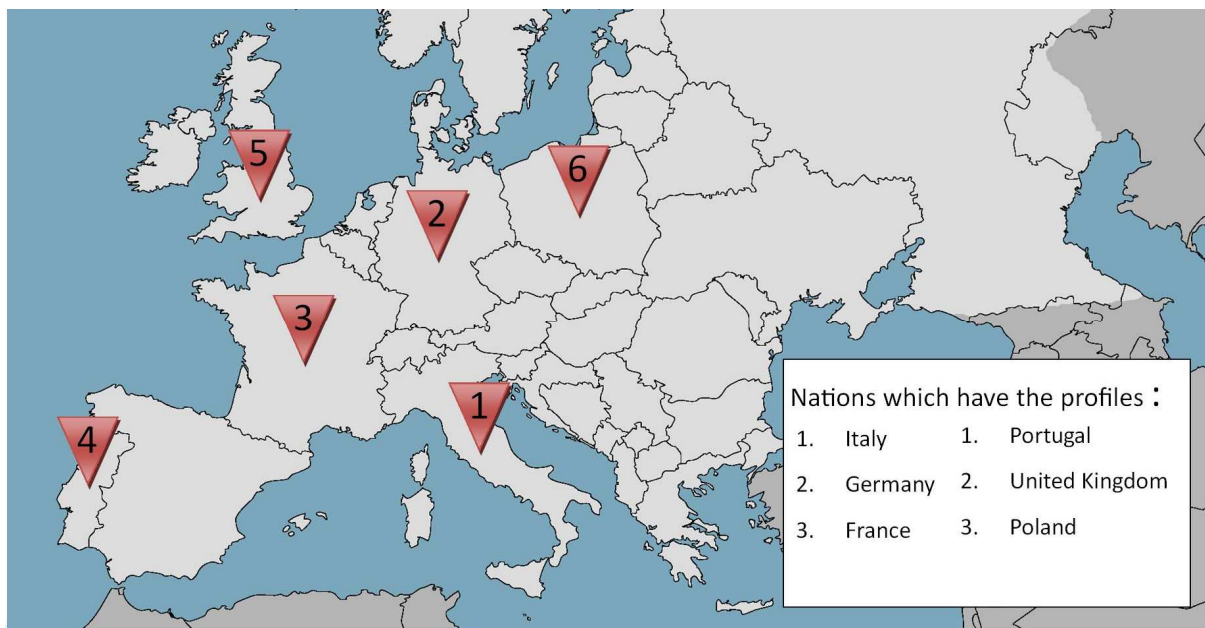 5
6
2
3
1
4
Nations which have the profiles :
1. Italy
2. Germany
3. France
1. Portugal
2. United Kingdom
3. Poland